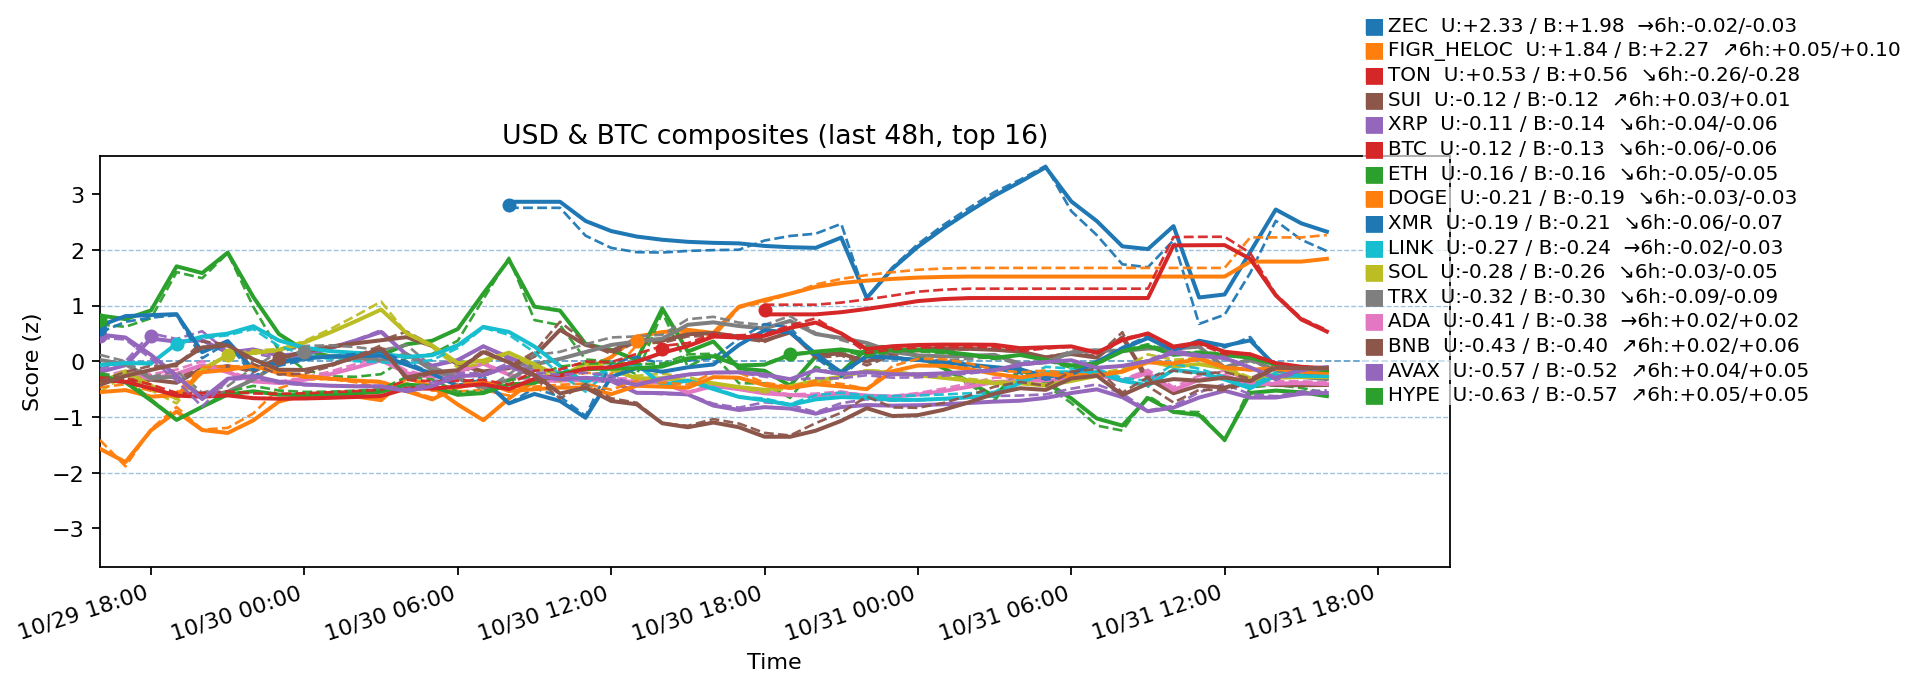 ZEC  U:+2.33 / B:+1.98  →6h:-0.02/-0.03
FIGR_HELOC  U:+1.84 / B:+2.27  ↗6h:+0.05/+0.10
TON  U:+0.53 / B:+0.56  ↘6h:-0.26/-0.28
SUI  U:-0.12 / B:-0.12  ↗6h:+0.03/+0.01
XRP  U:-0.11 / B:-0.14  ↘6h:-0.04/-0.06
BTC  U:-0.12 / B:-0.13  ↘6h:-0.06/-0.06
ETH  U:-0.16 / B:-0.16  ↘6h:-0.05/-0.05
DOGE  U:-0.21 / B:-0.19  ↘6h:-0.03/-0.03
XMR  U:-0.19 / B:-0.21  ↘6h:-0.06/-0.07
LINK  U:-0.27 / B:-0.24  →6h:-0.02/-0.03
SOL  U:-0.28 / B:-0.26  ↘6h:-0.03/-0.05
TRX  U:-0.32 / B:-0.30  ↘6h:-0.09/-0.09
ADA  U:-0.41 / B:-0.38  →6h:+0.02/+0.02
BNB  U:-0.43 / B:-0.40  ↗6h:+0.02/+0.06
AVAX  U:-0.57 / B:-0.52  ↗6h:+0.04/+0.05
HYPE  U:-0.63 / B:-0.57  ↗6h:+0.05/+0.05
USD & BTC composites (last 48h, top 16)
Score (z)
3
2
1
0
−1
−2
−3
10/29 18:00
10/30 00:00
10/30 06:00
10/30 12:00
10/30 18:00
10/31 00:00
10/31 06:00
10/31 12:00
10/31 18:00
Time